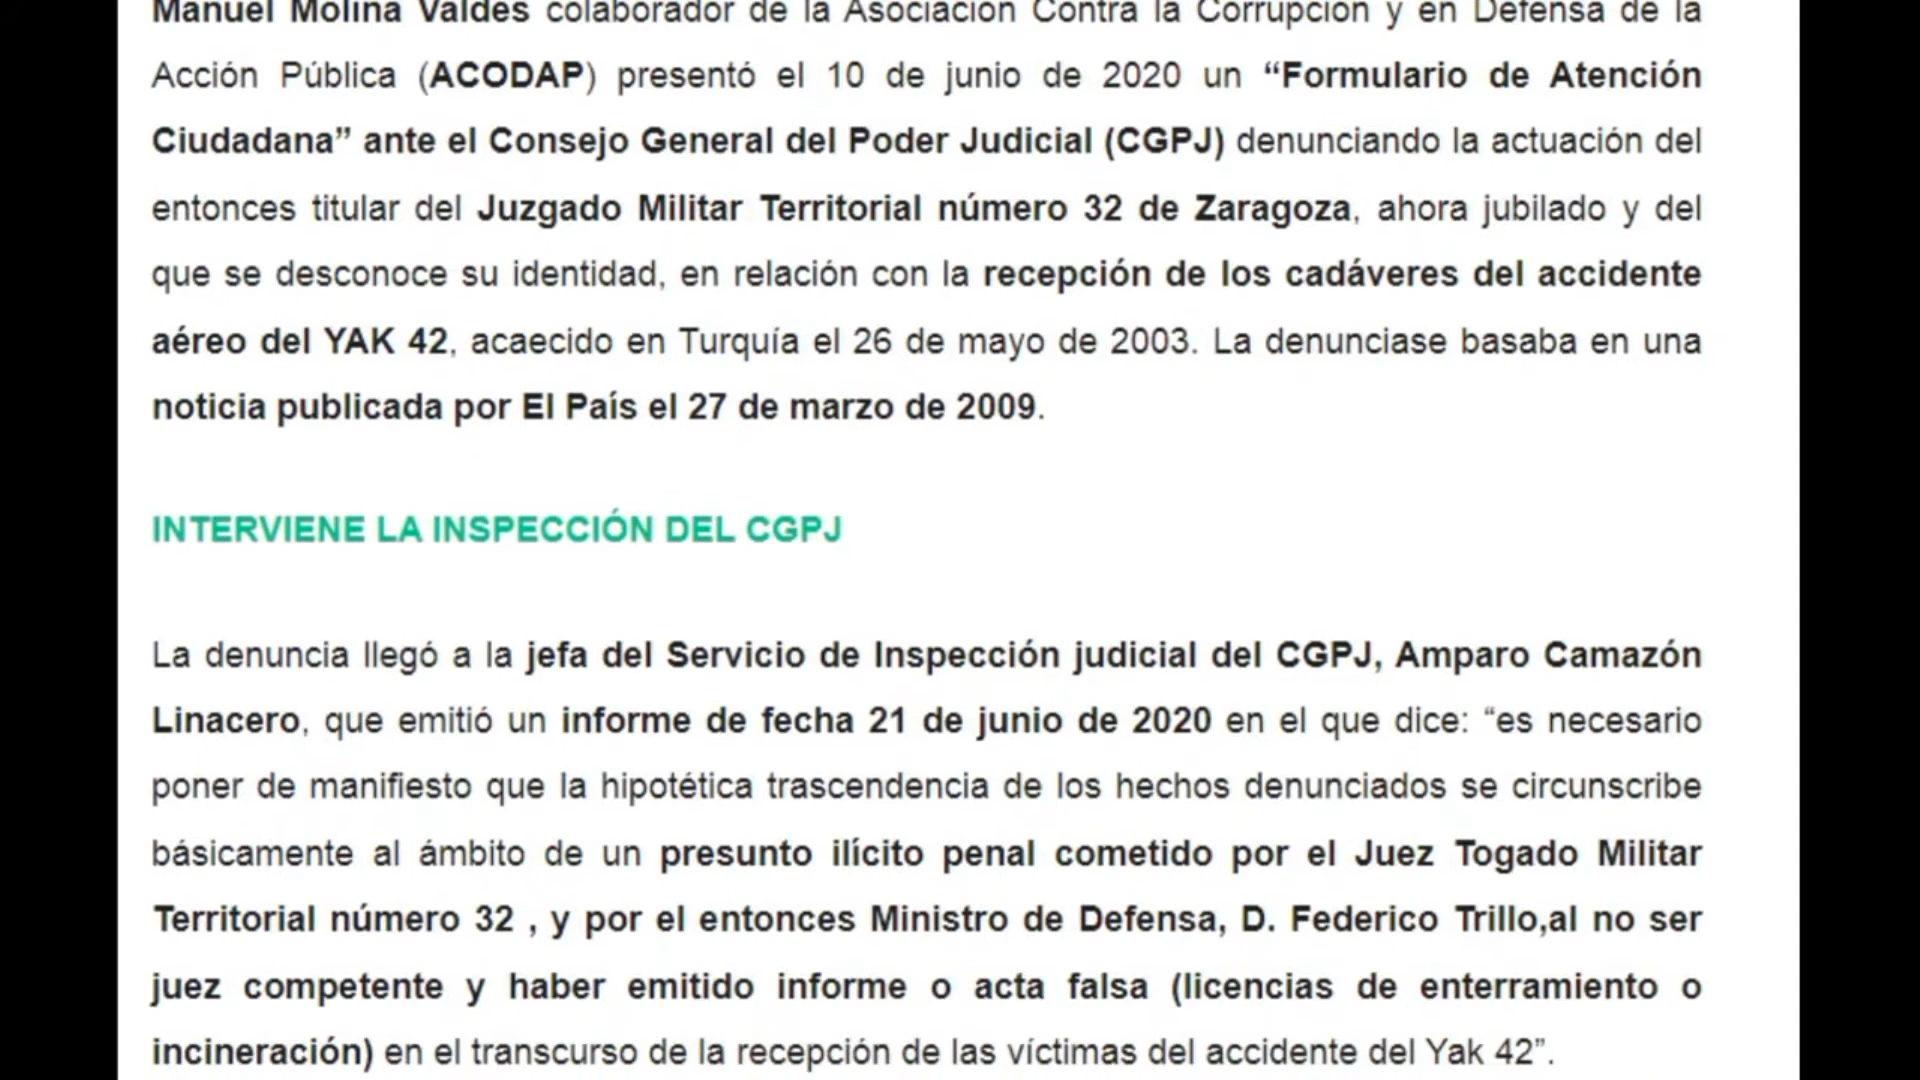 Manuel Molina Valdés colaborador de la Asociación Contra la Corrupción y en Defensa de la
Acción Pública (ACODAP) presentó el 10 de junio de 2020 un “Formulario de Atención
Ciudadana” ante el Consejo General del Poder Judicial (CGPJ) denunciando la actuación del
entonces titular del Juzgado Militar Territorial número 32 de Zaragoza, ahora jubilado y del
que se desconoce su identidad, en relación con la recepción de los cadáveres del accidente
aéreo del YAK 42, acaecido en Turquía el 26 de mayo de 2003. La denunciase basaba en una
noticia publicada por El País el 27 de marzo de 2009.
INTERVIENE LA INSPECCIÓN DEL CGPJ
La denuncia llegó a la jefa del Servicio de Inspección judicial del CGPJ, Amparo Camazón
Linacero, que emitió un informe de fecha 21 de junio de 2020 en el que dice: “es necesario
poner de manifiesto que la hipotética trascendencia de los hechos denunciados se circunscribe
básicamente al ámbito de un presunto ilícito penal cometido por el Juez Togado Militar
Territorial número 32 , y por el entonces Ministro de Defensa, D. Federico Trillo,al no ser
juez competente y haber emitido informe o acta falsa (licencias de enterramiento o
incineración) en el transcurso de la recepción de las víctimas del accidente del Yak 42”.